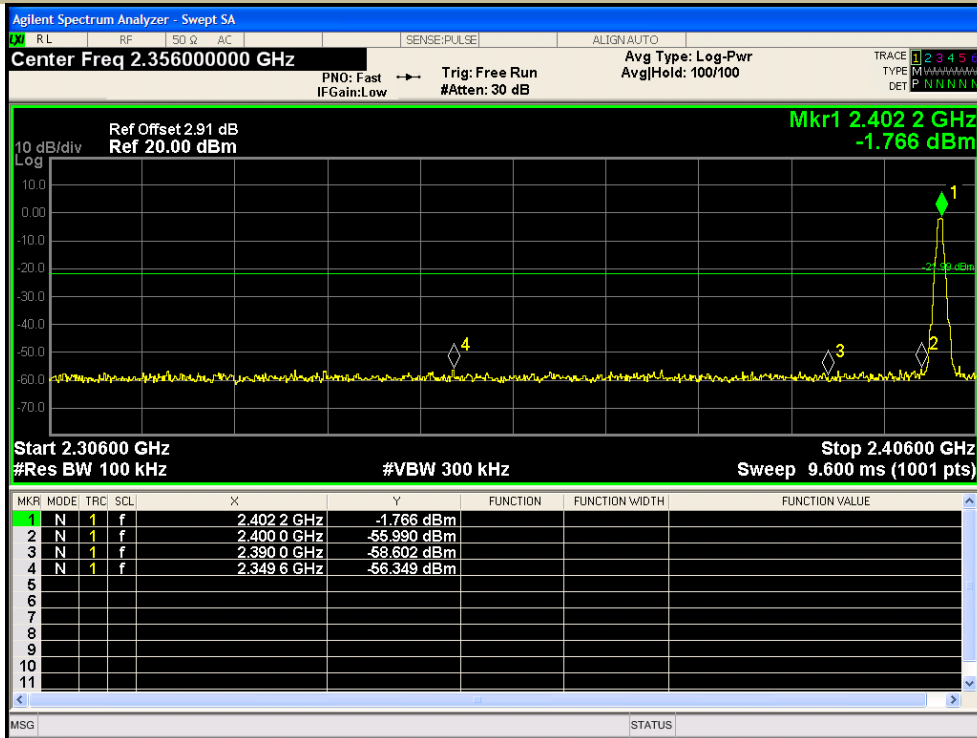 Agilent Spectrum Analyzer - Swept SA
LXI RL RF 50 Ω AC SENSE:PULSE ALIGN AUTO
Center Freq 2.356000000 GHz
PNO: Fast
IFGain:Low
Trig: Free Run
#Atten: 30 dB
Avg Type: Log-Pwr
Avg|Hold: 100/100
TRACE 1 2 3 4 5 6
TYPE M
DET P N N N N N
Mkr1 2.402 2 GHz
-1.766 dBm
Ref Offset 2.91 dB
10 dB/div Ref 20.00 dBm
Log
10.0
0.00
-10.0
-20.0
-30.0
-40.0
-50.0
-60.0
-70.0
1
-21.99 dBm
4
3
2
Start 2.30600 GHz Stop 2.40600 GHz
#Res BW 100 kHz #VBW 300 kHz Sweep 9.600 ms (1001 pts)
MKR MODE TRC SCL X Y FUNCTION FUNCTION WIDTH FUNCTION VALUE
1 N 1 f 2.402 2 GHz -1.766 dBm
2 N 1 f 2.400 0 GHz -55.990 dBm
3 N 1 f 2.390 0 GHz -58.602 dBm
4 N 1 f 2.349 6 GHz -56.349 dBm
5
6
7
8
9
10
11
MSG STATUS